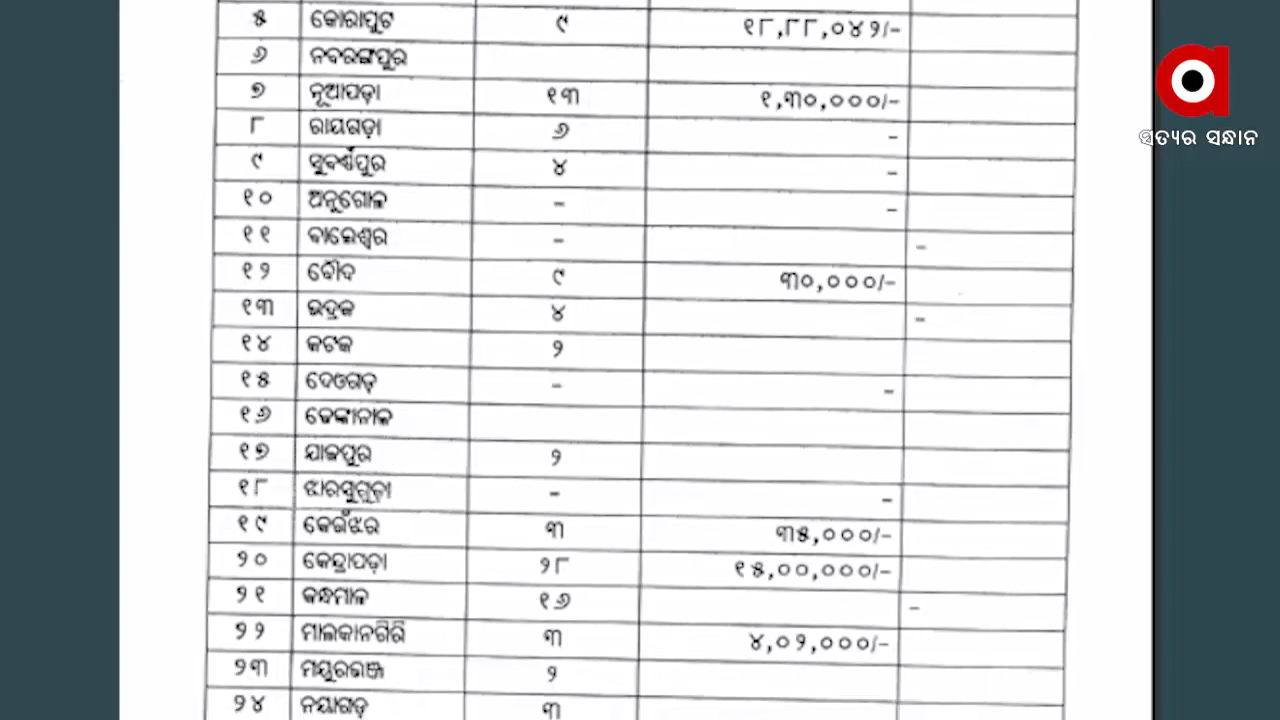 ୫ କୋରାପୁଟ ୯ ୧୮,୮୮,୦୪୨/-
୬ ନବରଙ୍ଗପୁର
୭ ନୂଆପଡ଼ା ୧୩ ୧,୩୦,୦୦୦/-
୮ ରାୟଗଡ଼ା ୬ -
୯ ସୁବର୍ଣ୍ଣପୁର ୪ -
୧୦ ଅନୁଗୋଳ - -
୧୧ ବାଲେଶ୍ୱର - -
୧୨ ବୌଦ ୯ ୩୦,୦୦୦/-
୧୩ ଭଦ୍ରକ ୪ -
୧୪ କଟକ ୨
୧୫ ଦେଓଗଡ଼ - -
୧୬ ଢେଙ୍କାନାଳ
୧୭ ଯାଜପୁର ୨
୧୮ ଝାରସୁଗୁଡ଼ା - -
୧୯ କେଉଁଝର ୩ ୩୫,୦୦୦/-
୨୦ କେନ୍ଦ୍ରାପଡ଼ା ୨୮ ୧୫,୦୦,୦୦୦/-
୨୧ କନ୍ଧମାଳ ୧୬ -
୨୨ ମାଲକାନଗିରି ୩ ୪,୦୨,୦୦୦/-
୨୩ ମୟୂରଭଞ୍ଜ ୨
୨୪ ନୟାଗଡ଼ ୩
ସତ୍ୟର ସନ୍ଧାନ